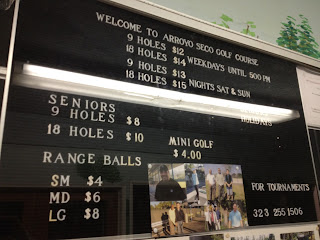 WELCOME TO ARROYO SECO GOLF COURSE
9 HOLES $12
18 HOLES $14 WEEKDAYS UNTIL 500 PM
9 HOLES $13
18 HOLES $15 NIGHTS SAT & SUN
HOLIDAYS
SENIORS
9 HOLES $8
18 HOLES $10
MINI GOLF
$4.00
RANGE BALLS
SM $4
MD $6
LG $8
FOR TOURNAMENTS
323 255 1506